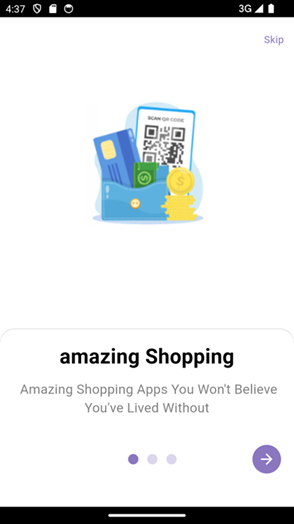 4:37
3G
Skip
SCAN QR CODE
amazing Shopping
Amazing Shopping Apps You Won't Believe
You've Lived Without